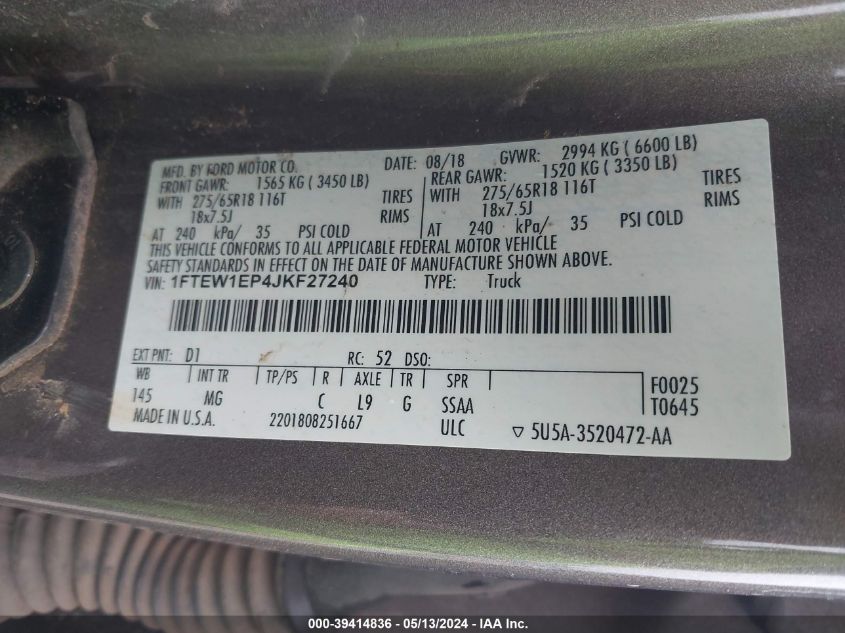 MFD. BY FORD MOTOR CO. DATE: 08/18 GVWR: 2994 KG ( 6600 LB)
FRONT GAWR: 1565 KG ( 3450 LB) REAR GAWR: 1520 KG ( 3350 LB)
WITH 275/65R18 116T TIRES WITH 275/65R18 116T TIRES
18x7.5J RIMS 18x7.5J RIMS
AT 240 kPa/ 35 PSI COLD AT 240 kPa/ 35 PSI COLD
THIS VEHICLE CONFORMS TO ALL APPLICABLE FEDERAL MOTOR VEHICLE
SAFETY STANDARDS IN EFFECT ON THE DATE OF MANUFACTURE SHOWN ABOVE.
VIN: 1FTEW1EP4JKF27240 TYPE: Truck
EXT PNT: D1 RC: 52 DSO:
WB INT TR TP/PS R AXLE TR SPR F0025
145 MG C L9 G SSAA T0645
MADE IN U.S.A. 2201808251667 ULC ▽ 5U5A-3520472-AA
000-39414836 - 05/13/2024 - IAA Inc.